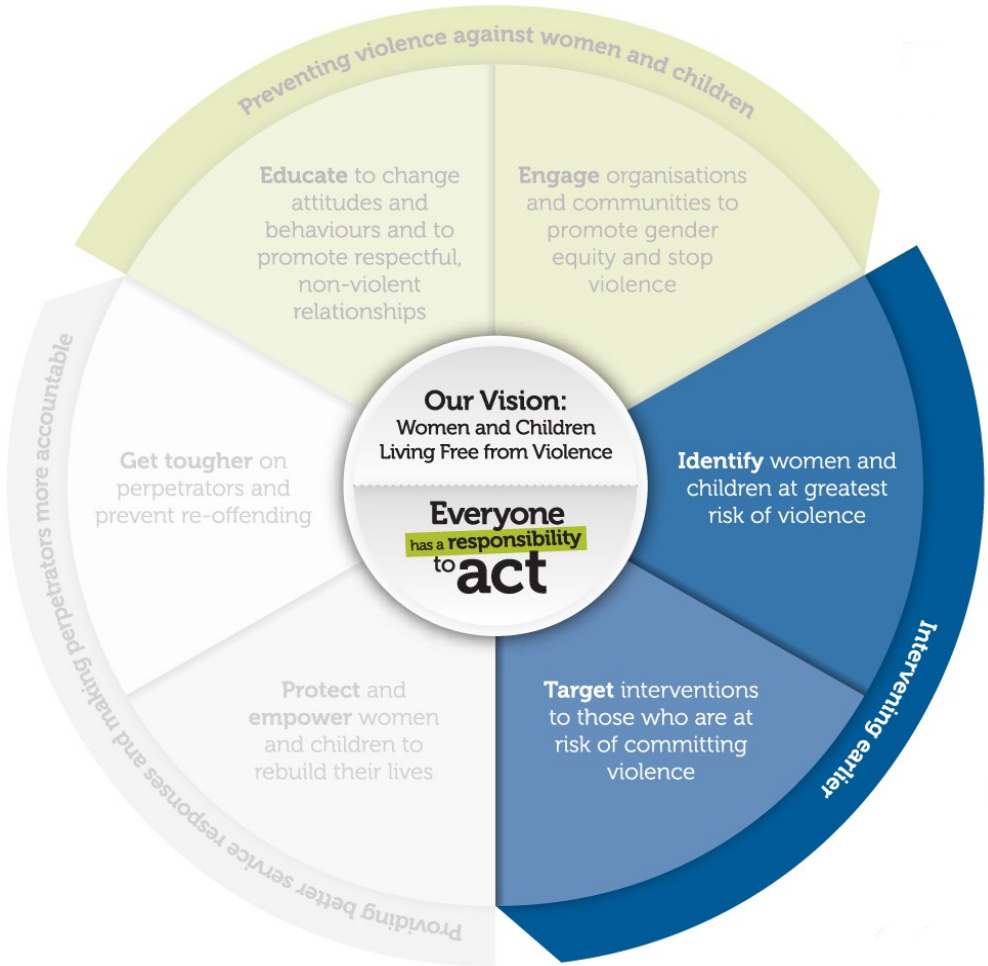 Preventing violence against women and children
Educate to change
attitudes and
behaviours and to
promote respectful,
non-violent
relationships
Engage organisations
and communities to
promote gender
equity and stop
violence
Our Vision:
Women and Children
Living Free from Violence
Everyone
has a responsibility
to act
Identify women and
children at greatest
risk of violence
Target interventions
to those who are at
risk of committing
violence
Intervening earlier
Protect and
empower women
and children to
rebuild their lives
Get tougher on
perpetrators and
prevent re-offending
Providing better service responses and making perpetrators more accountable